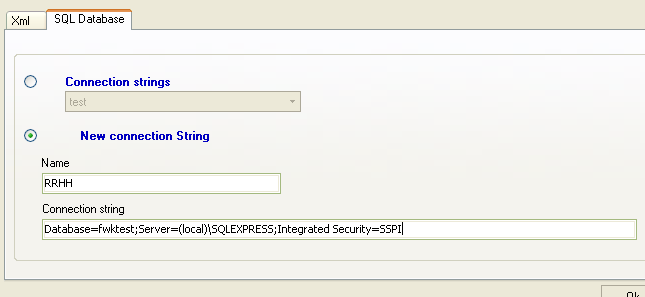 Xml
SQL Database
Connection strings
test
New connection String
Name
RRHH
Connection string
Database=fwktest;Server=(local)\SQLEXPRESS;Integrated Security=SSPI
Ok